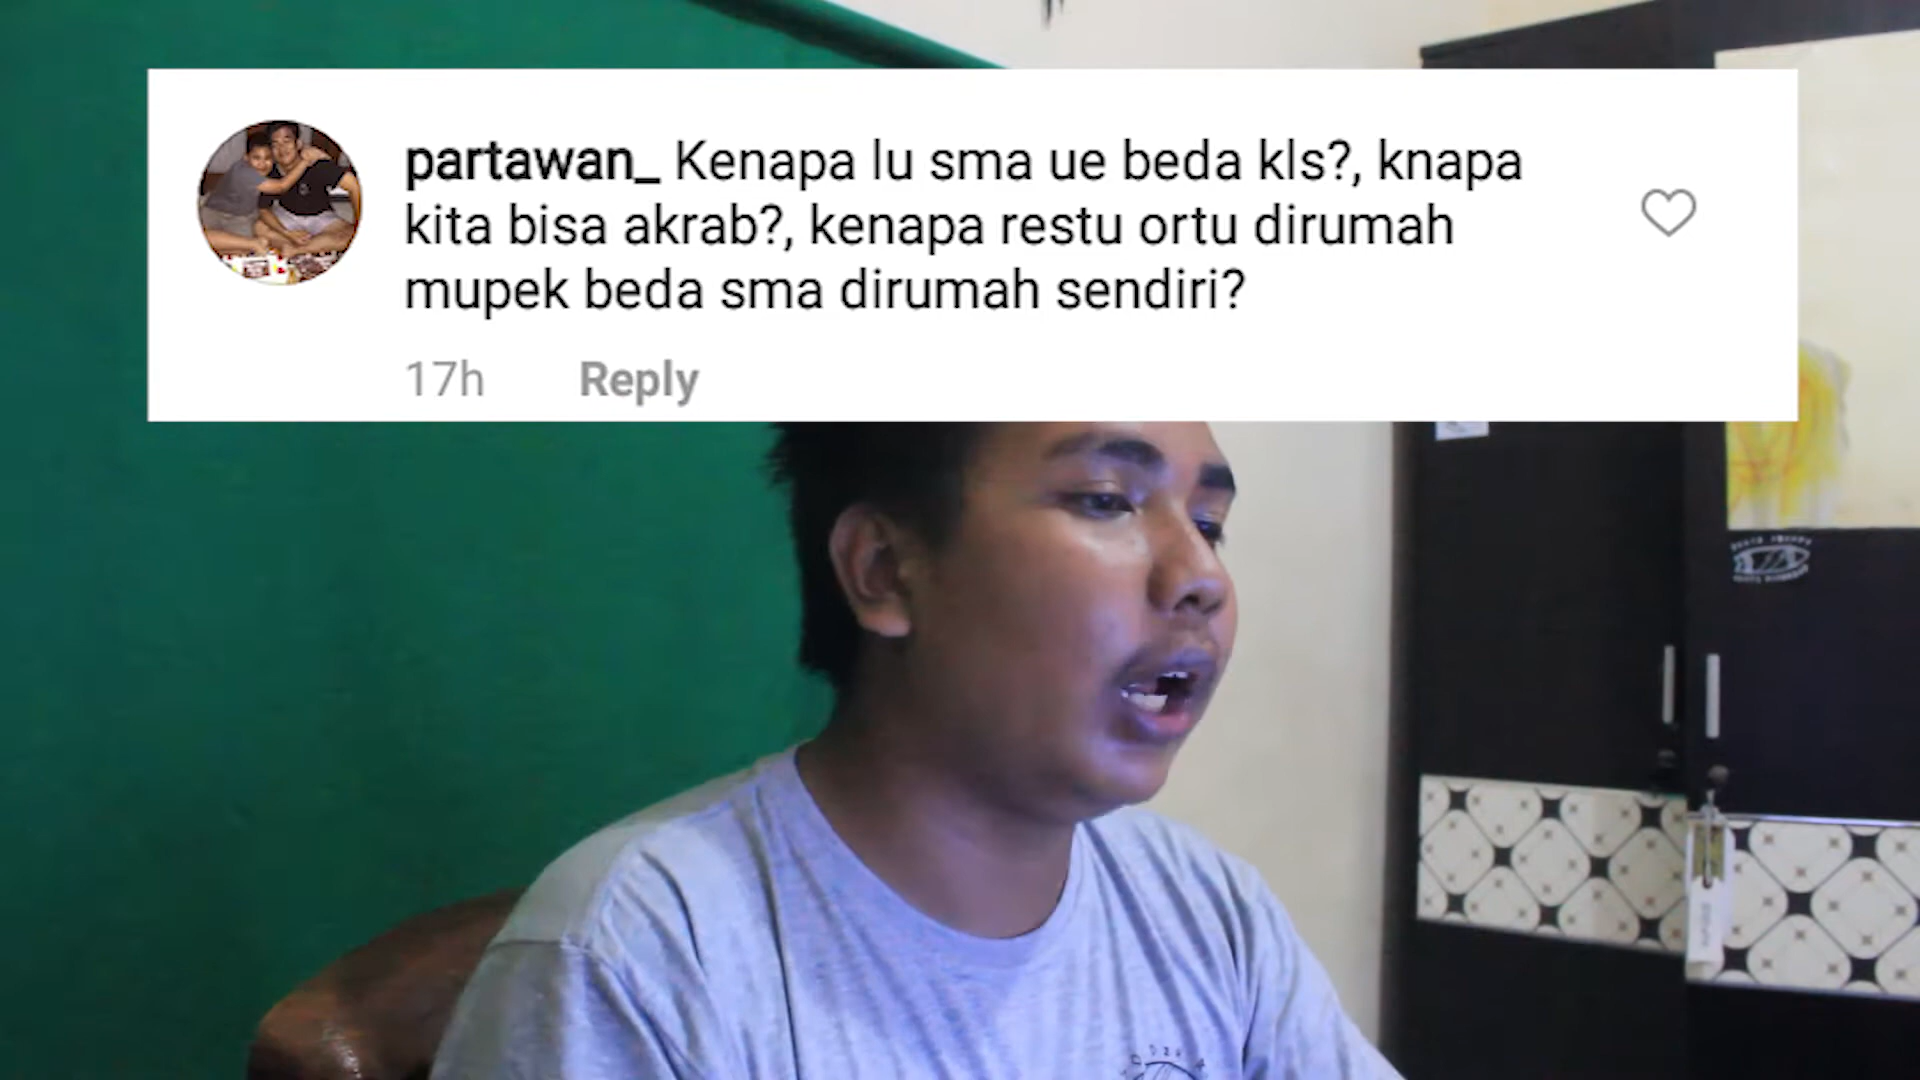 partawan_ Kenapa lu sma ue beda kls?, knapa
kita bisa akrab?, kenapa restu ortu dirumah
mupek beda sma dirumah sendiri?
17h Reply